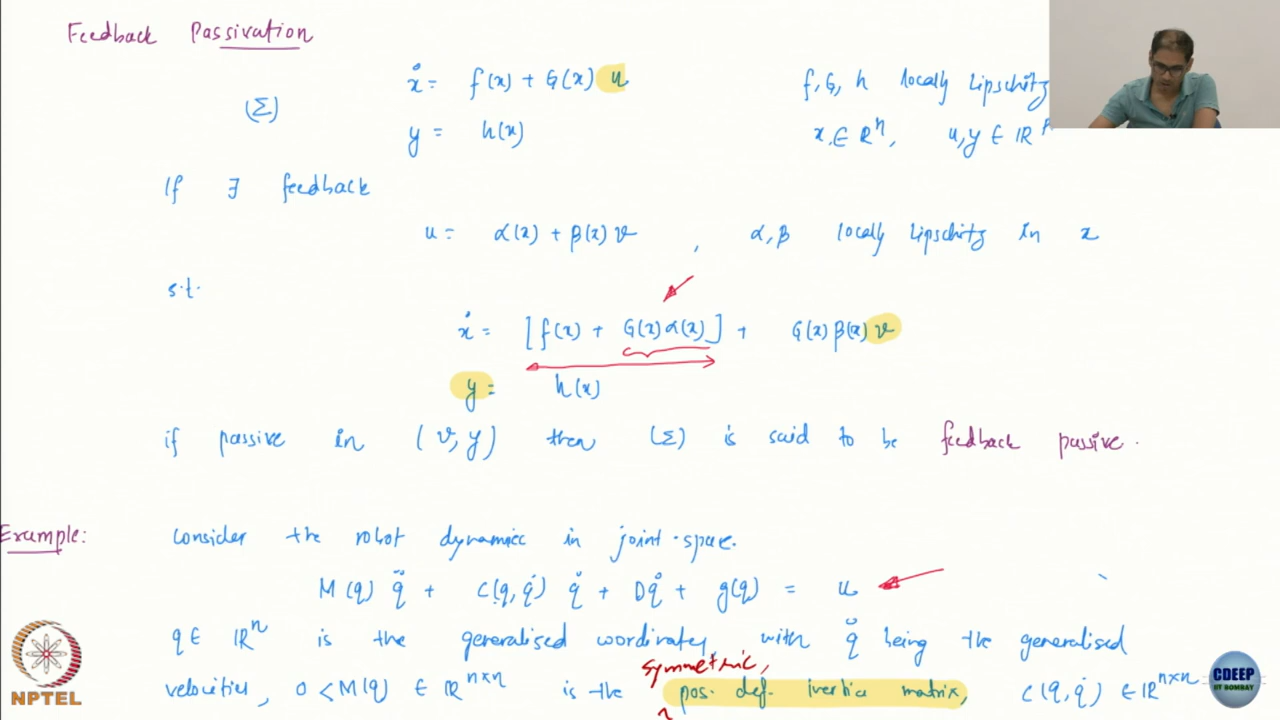 Feedback Passivation
(Σ)
ẋ = f(x) + G(x) u
f, G, h locally Lipschitz
y = h(x)
x ∈ ℝⁿ, u, y ∈ ℝᵖ
If ∃ feedback
u = α(x) + β(x) v , α, β locally Lipschitz in x
s.t.
ẋ = [f(x) + G(x)α(x)] + G(x)β(x)v
y = h(x)
if passive in (v, y) then (Σ) is said to be feedback passive.
Example: Consider the robot dynamics in joint-space.
M(q) q̈ + C(q, q̇) q̇ + Dq̇ + g(q) = u
q ∈ ℝⁿ is the generalised coordinates, with q̇ being the generalised
symmetric,
velocities, 0 < M(q) ∈ ℝⁿˣⁿ is the pos. def. inertia matrix, C(q, q̇) ∈ ℝⁿˣⁿ
NPTEL
CDEEP
IIT BOMBAY